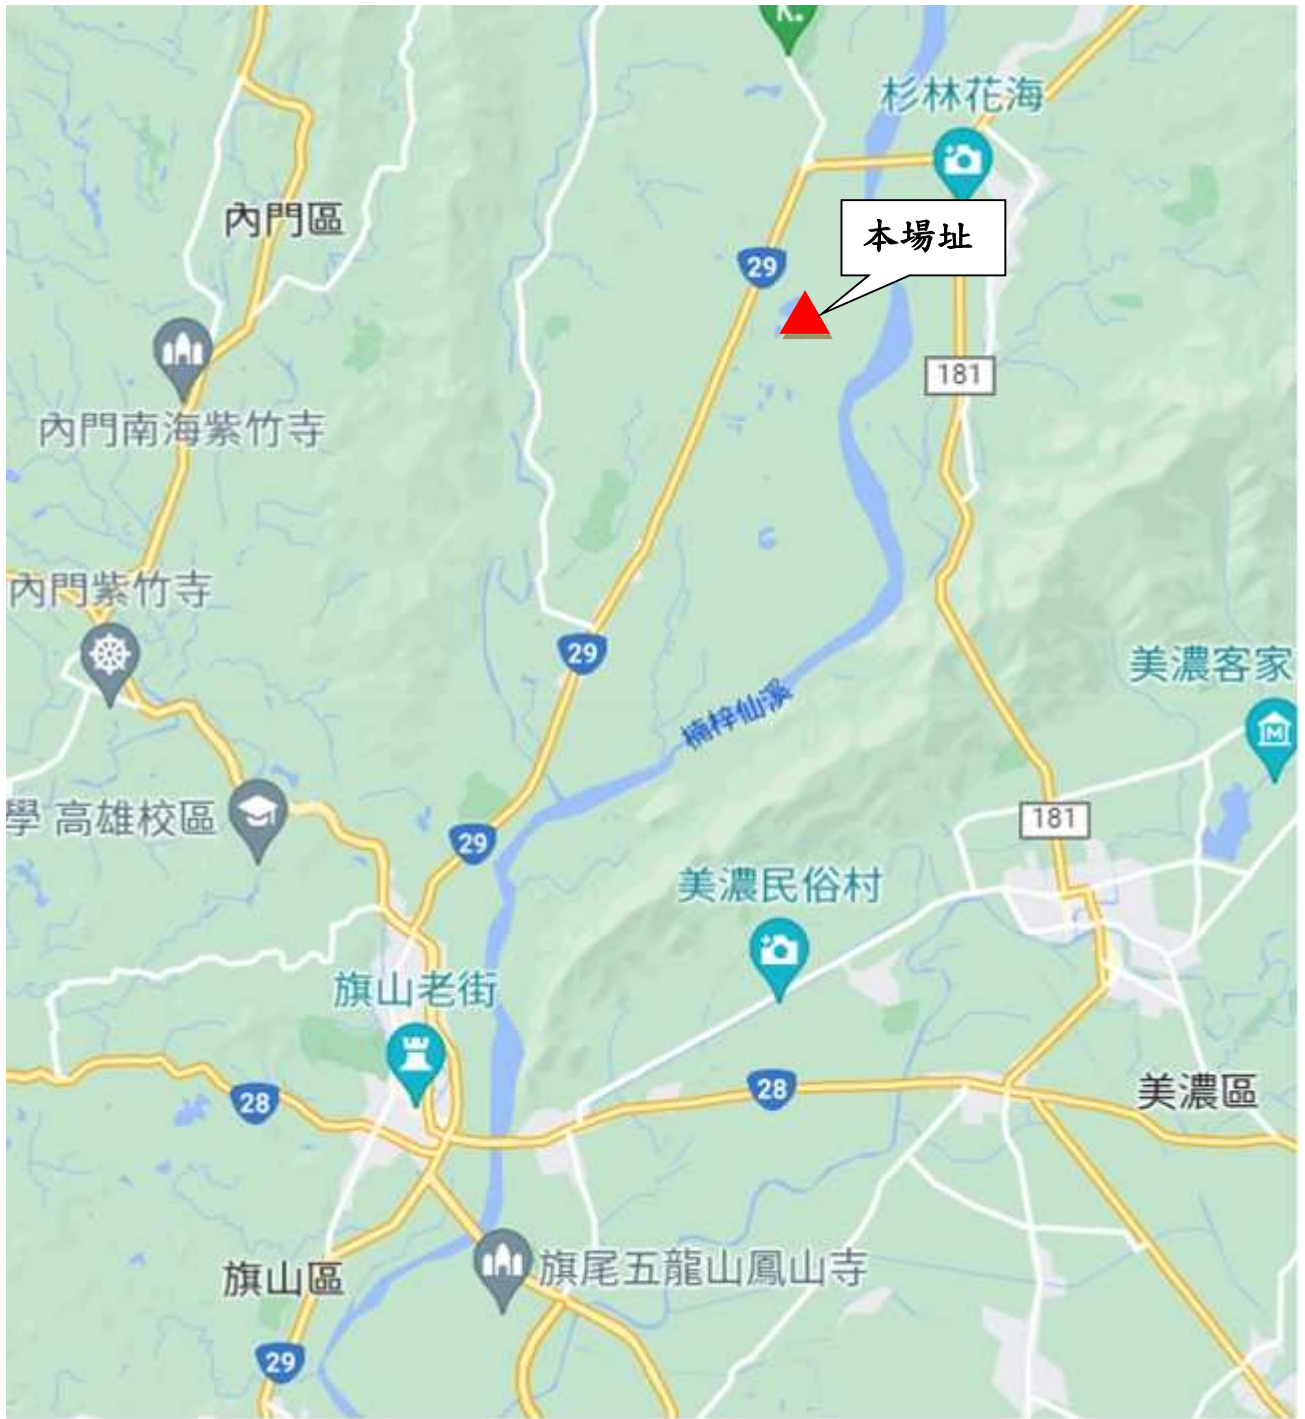 杉林花海
本場址
內門區
29
181
內門南海紫竹寺
內門紫竹寺
29
美濃客家
楠梓仙溪
學 高雄校區
29
181
美濃民俗村
旗山老街
28
28
美濃區
旗山區
旗尾五龍山鳳山寺
29